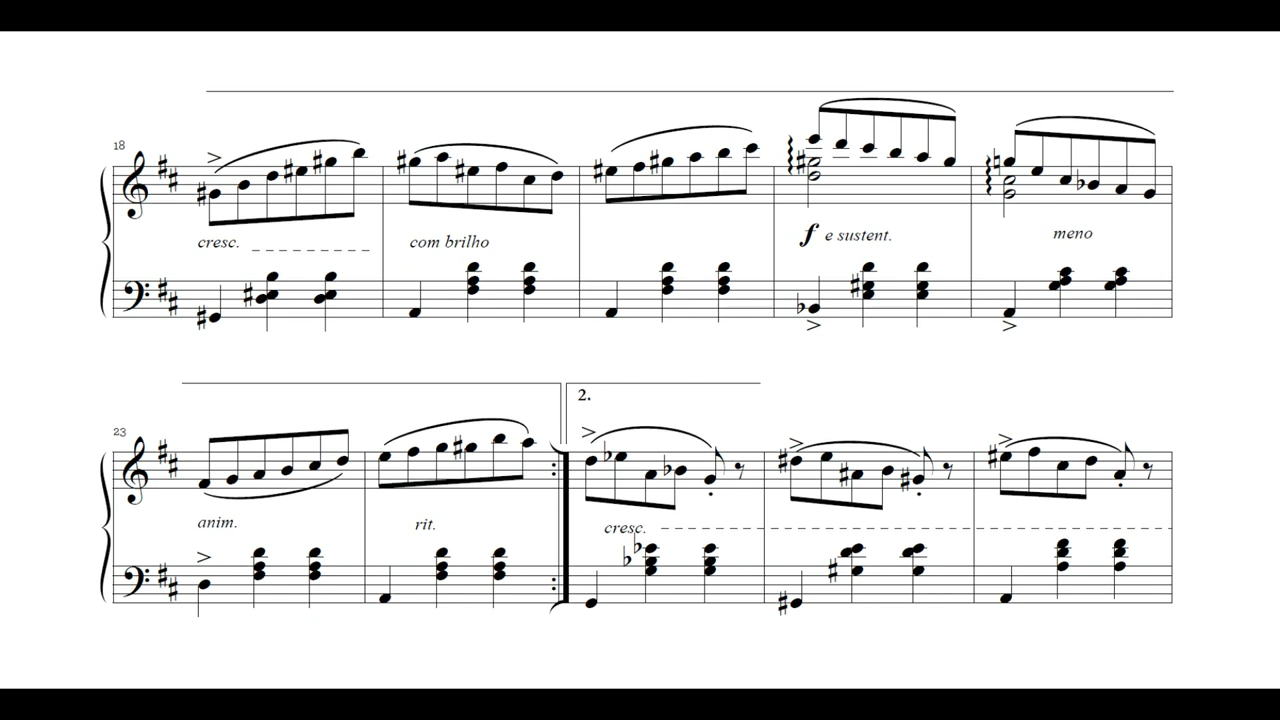 18
cresc.
com brilho
f e sustent.
meno
23
2.
anim.
rit.
cresc.